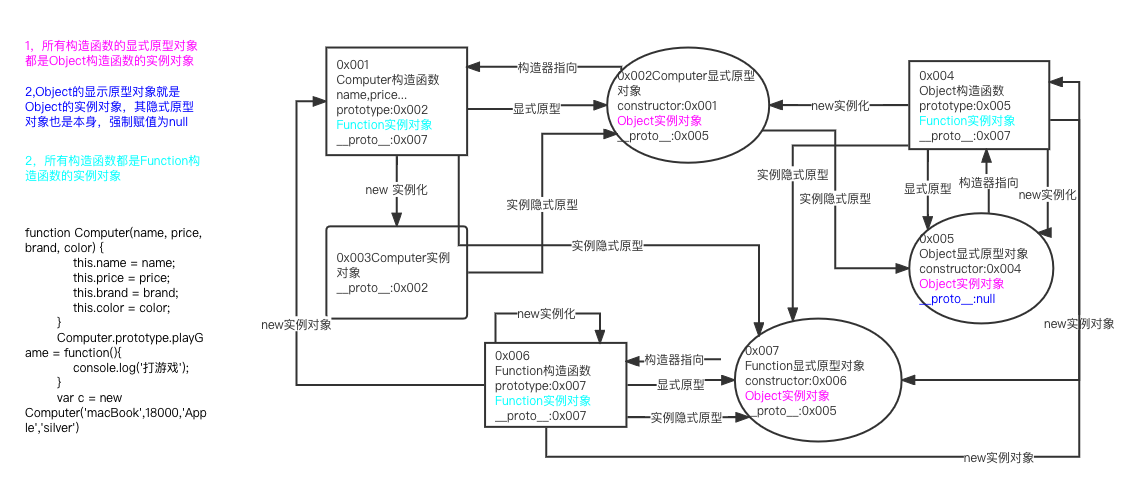 1，所有构造函数的显式原型对象
都是Object构造函数的实例对象
2,Object的显示原型对象就是
Object的实例对象，其隐式原型
对象也是本身，强制赋值为null
2，所有构造函数都是Function构
造函数的实例对象
function Computer(name, price,
brand, color) {
this.name = name;
this.price = price;
this.brand = brand;
this.color = color;
}
Computer.prototype.playG
ame = function(){
console.log('打游戏');
}
var c = new
Computer('macBook',18000,'App
le','silver')
0x001
Computer构造函数
name,price...
prototype:0x002
Function实例对象
__proto__:0x007
构造器指向
显式原型
0x002Computer显式原型
对象
constructor:0x001
Object实例对象
__proto__:0x005
new实例化
0x004
Object构造函数
prototype:0x005
Function实例对象
__proto__:0x007
new 实例化
实例隐式原型
实例隐式原型
实例隐式原型
显式原型
构造器指向
new实例化
0x003Computer实例
对象
__proto__:0x002
实例隐式原型
0x005
Object显式原型对象
constructor:0x004
Object实例对象
__proto__:null
new实例对象
new实例化
new实例对象
0x006
Function构造函数
prototype:0x007
Function实例对象
__proto__:0x007
构造器指向
显式原型
实例隐式原型
0x007
Function显式原型对象
constructor:0x006
Object实例对象
__proto__:0x005
new实例对象